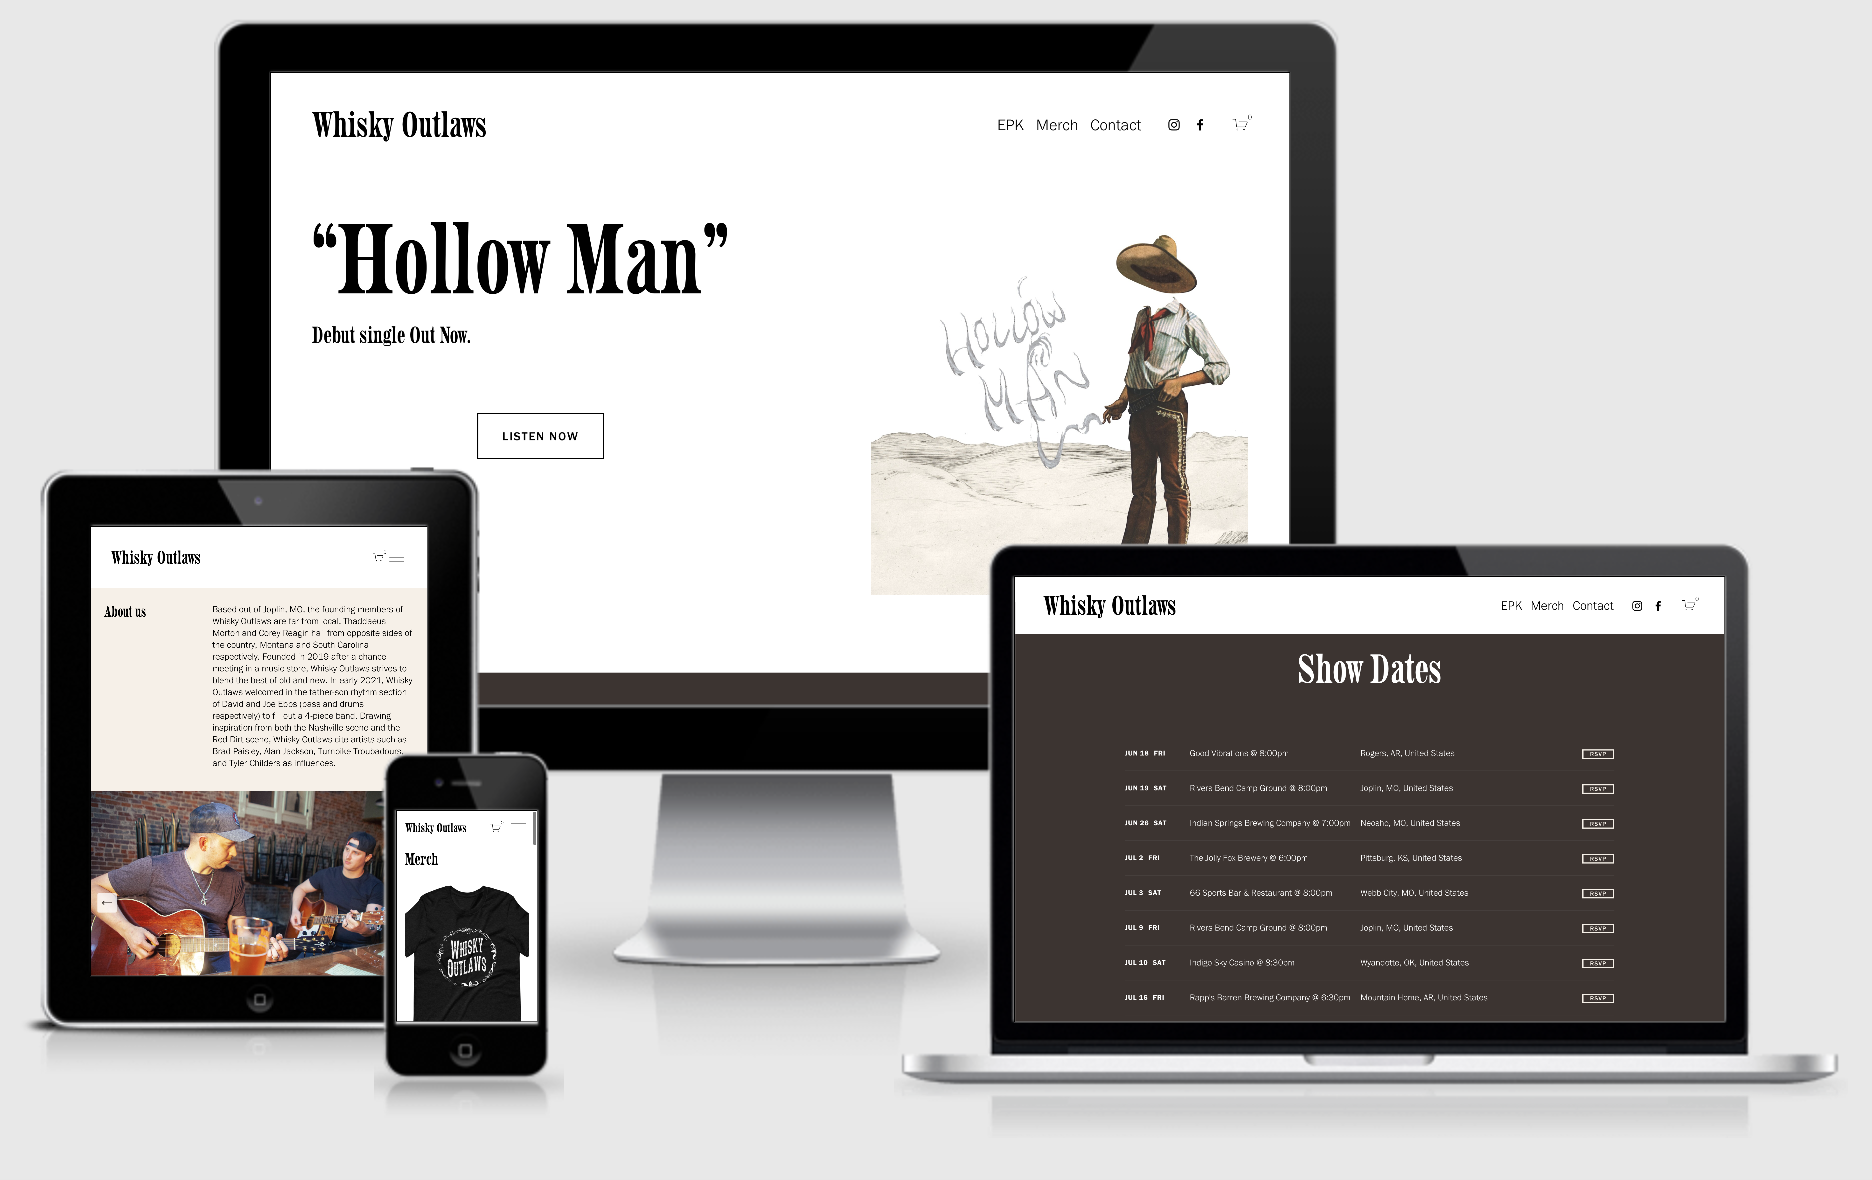 Whisky Outlaws
EPK Merch Contact
0
“Hollow Man”
Debut single Out Now.
LISTEN NOW
Hollow
MAN
Whisky Outlaws
About us
Based out of Joplin, MO, the founding members of
Whisky Outlaws are far from local. Thaddaeus
Morton and Corey Reagin hail from opposite sides of
the country, Montana and South Carolina
respectively. Founded in 2019 after a chance
meeting in a music store, Whisky Outlaws strives to
blend the best of old and new. In early 2021, Whisky
Outlaws welcomed in the father-son rhythm section
of David and Joe Epps (bass and drums
respectively) to fill out a 4-piece band. Drawing
inspiration from both the Nashville scene and the
Red Dirt scene, Whisky Outlaws cite artists such as
Brad Paisley, Alan Jackson, Turnpike Troubadours,
and Tyler Childers as influences.
Whisky Outlaws
Merch
WHISKY
OUTLAWS
Whisky Outlaws
EPK Merch Contact
0
Show Dates
JUN 18 FRI Good Vibrations @ 8:00pm Rogers, AR, United States RSVP
JUN 19 SAT Rivers Bend Camp Ground @ 8:00pm Joplin, MO, United States RSVP
JUN 26 SAT Indian Springs Brewing Company @ 7:00pm Neosho, MO, United States RSVP
JUL 2 FRI The Jolly Fox Brewery @ 6:00pm Pittsburg, KS, United States RSVP
JUL 3 SAT 66 Sports Bar & Restaurant @ 8:00pm Webb City, MO, United States RSVP
JUL 9 FRI Rivers Bend Camp Ground @ 8:00pm Joplin, MO, United States RSVP
JUL 10 SAT Indigo Sky Casino @ 8:30pm Wyandotte, OK, United States RSVP
JUL 16 FRI Rapp's Barren Brewing Company @ 6:30pm Mountain Home, AR, United States RSVP